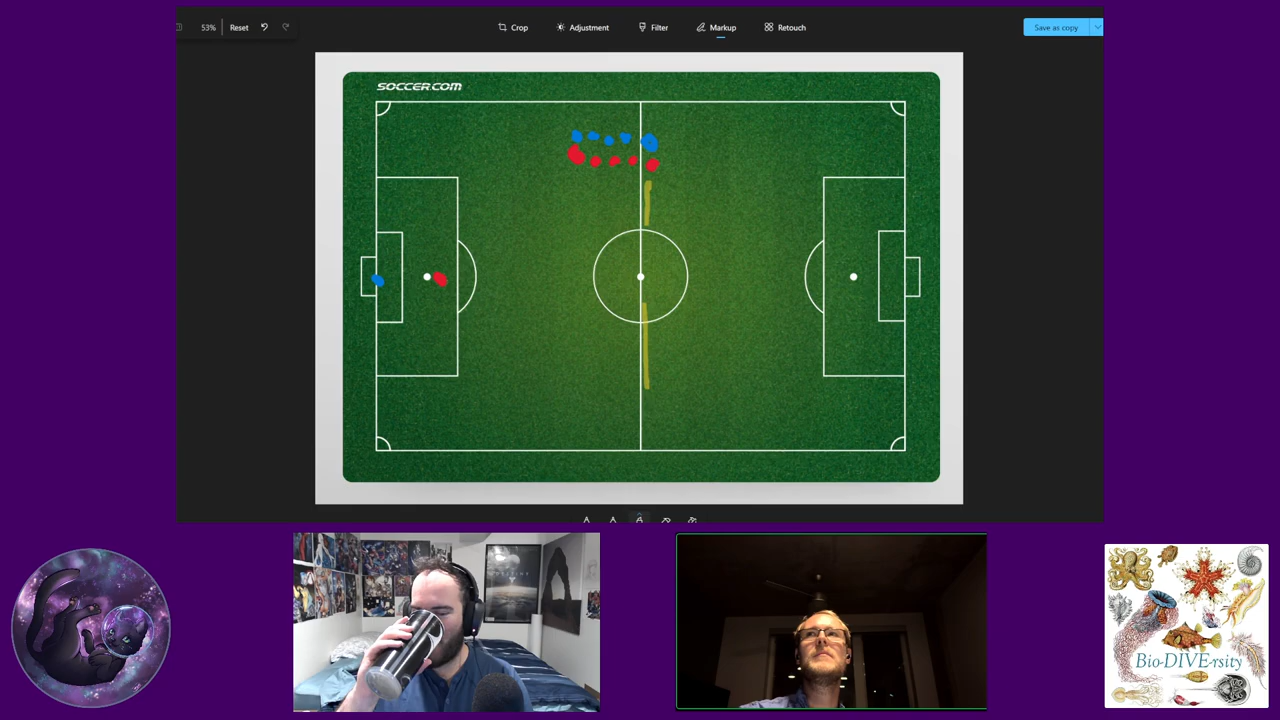 53% Reset Crop Adjustment Filter Markup Retouch Save as copy
SOCCER.COM
Bio-DIVE-rsity